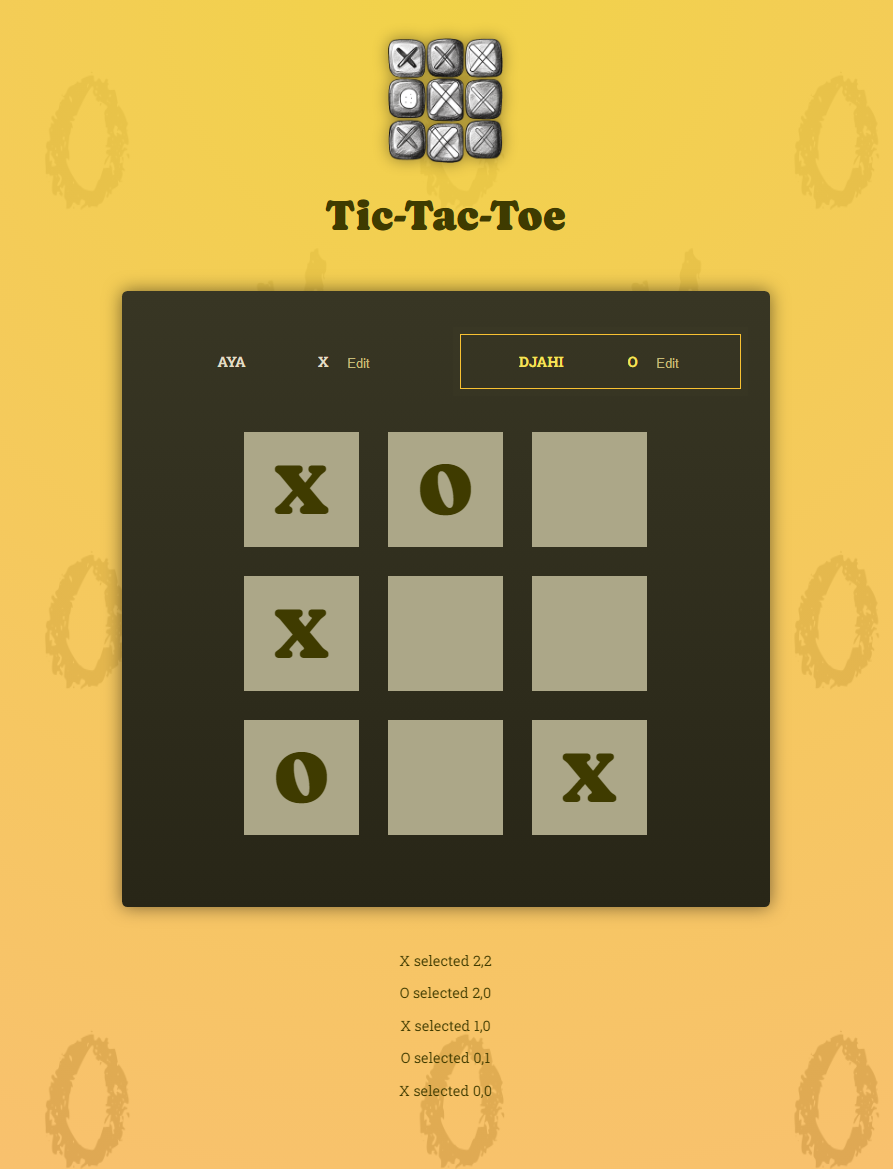 Tic-Tac-Toe
AYA X Edit DJAHI O Edit
X O
X
O X
X selected 2,2
O selected 2,0
X selected 1,0
O selected 0,1
X selected 0,0